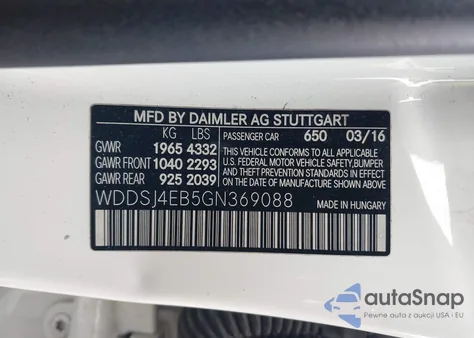 MFD BY DAIMLER AG STUTTGART
KG LBS PASSENGER CAR 650 03/16
GVWR 1965 4332 THIS VEHICLE CONFORMS TO ALL APPLICABLE
GAWR FRONT 1040 2293 U.S. FEDERAL MOTOR VEHICLE SAFETY, BUMPER
GAWR REAR 925 2039 AND THEFT PREVENTION STANDARDS IN EFFECT
ON THE DATE OF MANUFACTURE SHOWN ABOVE.
WDDSJ4EB5GN369088 MADE IN HUNGARY
autoSnap
Pewne auta z aukcji USA i EU